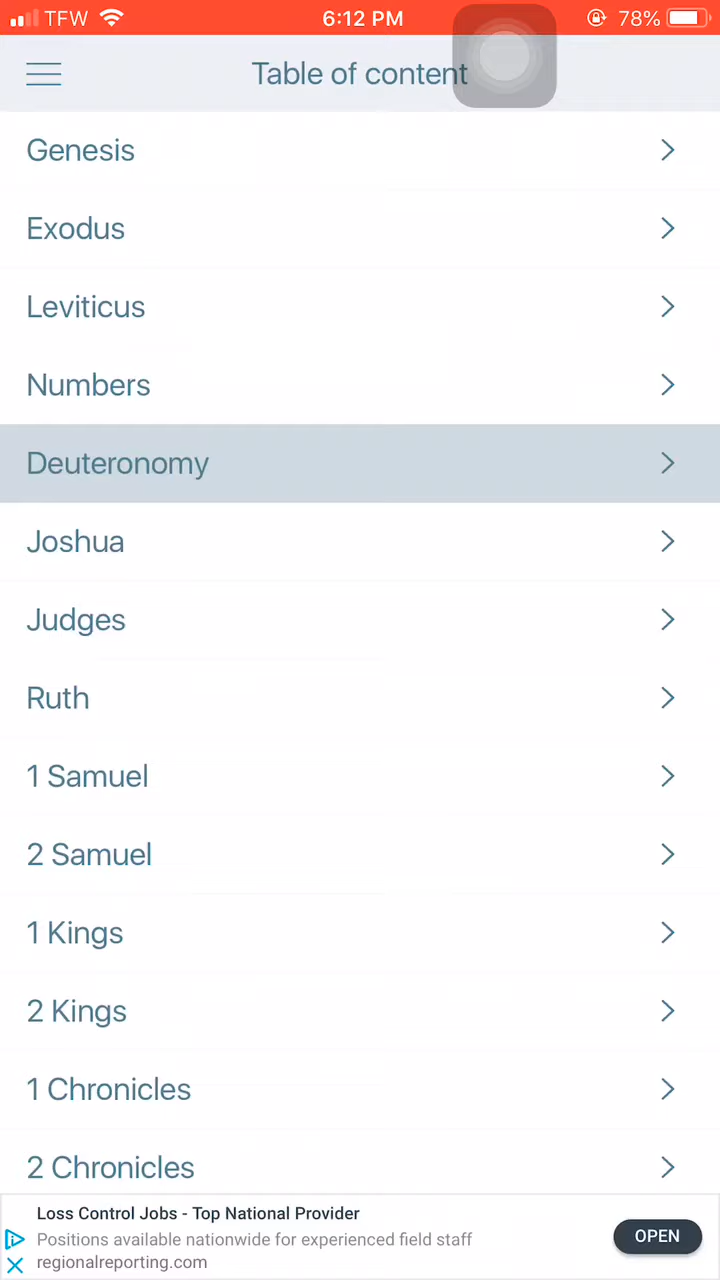 TFW 6:12 PM 78%
Table of content
Genesis
Exodus
Leviticus
Numbers
Deuteronomy
Joshua
Judges
Ruth
1 Samuel
2 Samuel
1 Kings
2 Kings
1 Chronicles
2 Chronicles
Loss Control Jobs - Top National Provider
Positions available nationwide for experienced field staff
regionalreporting.com
OPEN